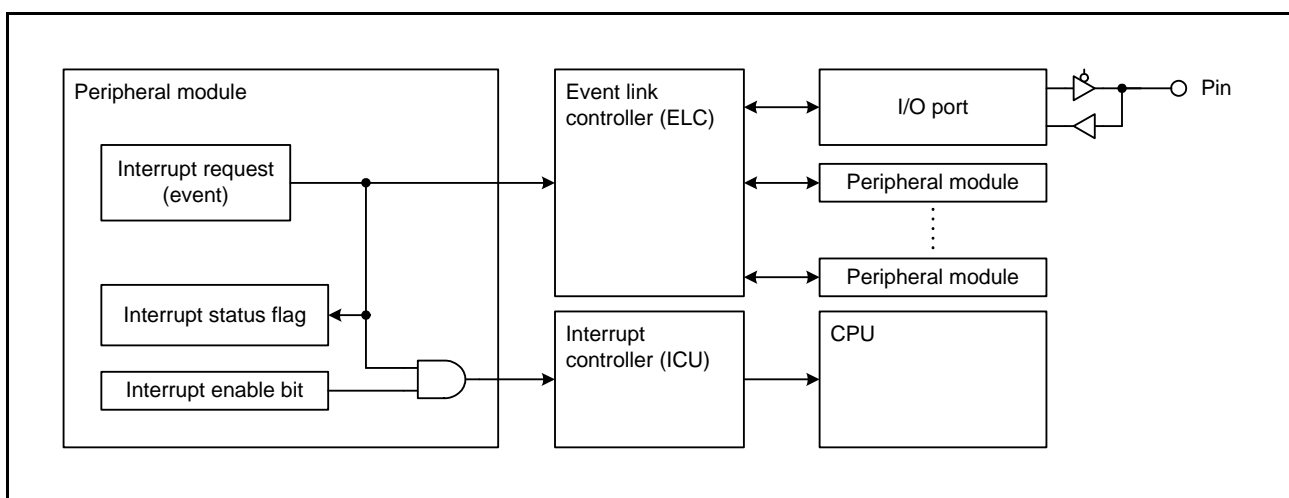 Peripheral module
Interrupt request
(event)
Interrupt status flag
Interrupt enable bit
Event link
controller (ELC)
Interrupt
controller (ICU)
I/O port
Pin
Peripheral module
Peripheral module
CPU